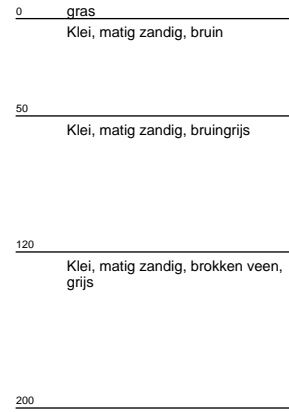 0 gras
Klei, matig zandig, bruin
50
Klei, matig zandig, bruingrijs
120
Klei, matig zandig, brokken veen,
grijs
200